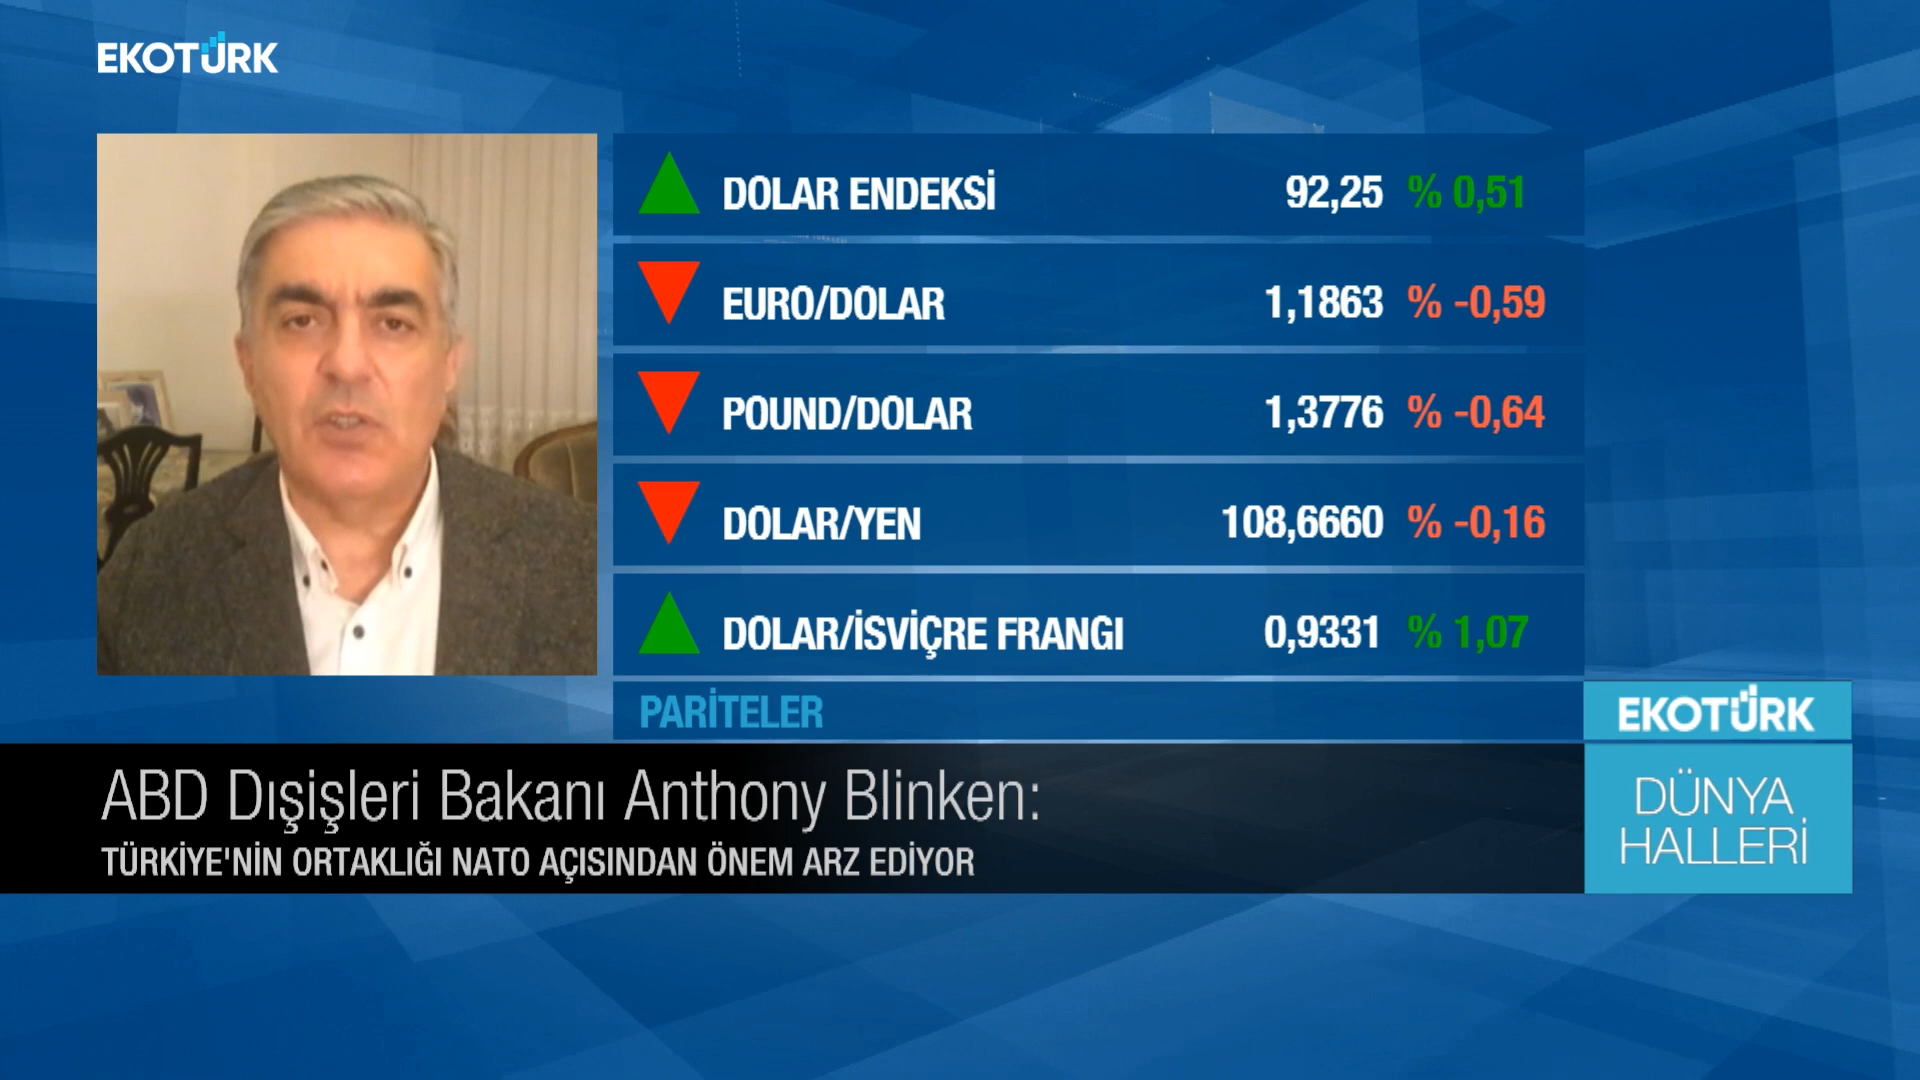 EKOTÜRK
DOLAR ENDEKSİ 92,25 % 0,51
EURO/DOLAR 1,1863 % -0,59
POUND/DOLAR 1,3776 % -0,64
DOLAR/YEN 108,6660 % -0,16
DOLAR/İSVİÇRE FRANGI 0,9331 % 1,07
PARİTELER
EKOTÜRK
ABD Dışişleri Bakanı Anthony Blinken:
TÜRKİYE'NİN ORTAKLIĞI NATO AÇISINDAN ÖNEM ARZ EDİYOR
DÜNYA
HALLERİ